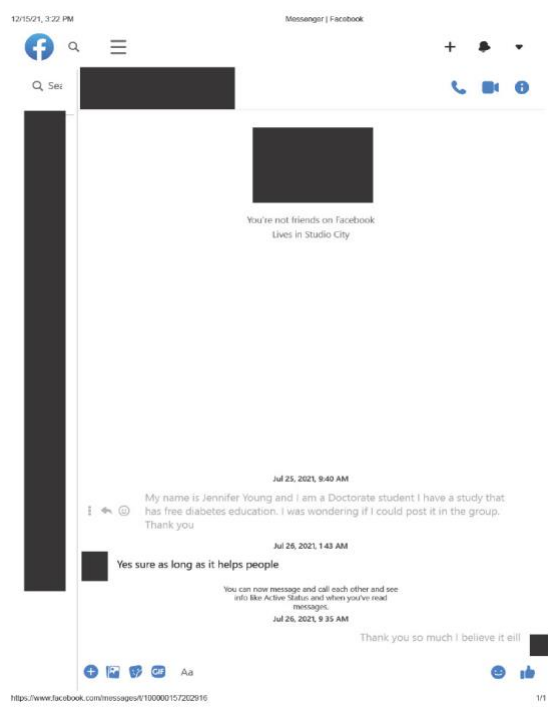 12/15/21, 3:22 PM
Messenger | Facebook
Sea
You're not friends on Facebook
Lives in Studio City
Jul 25, 2021, 9:40 AM
My name is Jennifer Young and I am a Doctorate student I have a study that
has free diabetes education. I was wondering if I could post it in the group.
Thank you
Jul 26, 2021, 1:43 AM
Yes sure as long as it helps people
You can now message and call each other and see
info like Active Status and when you've read
messages.
Jul 26, 2021, 9:35 AM
Thank you so much I believe it eill
GIF
Aa
https://www.facebook.com/messages/t/100000157202916
1/1